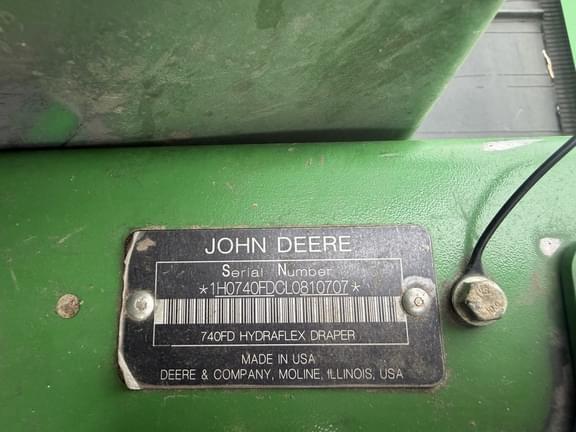 JOHN DEERE
Serial Number
*1H0740FDCL0810707*
740FD HYDRAFLEX DRAPER
MADE IN USA
DEERE & COMPANY, MOLINE, ILLINOIS, USA